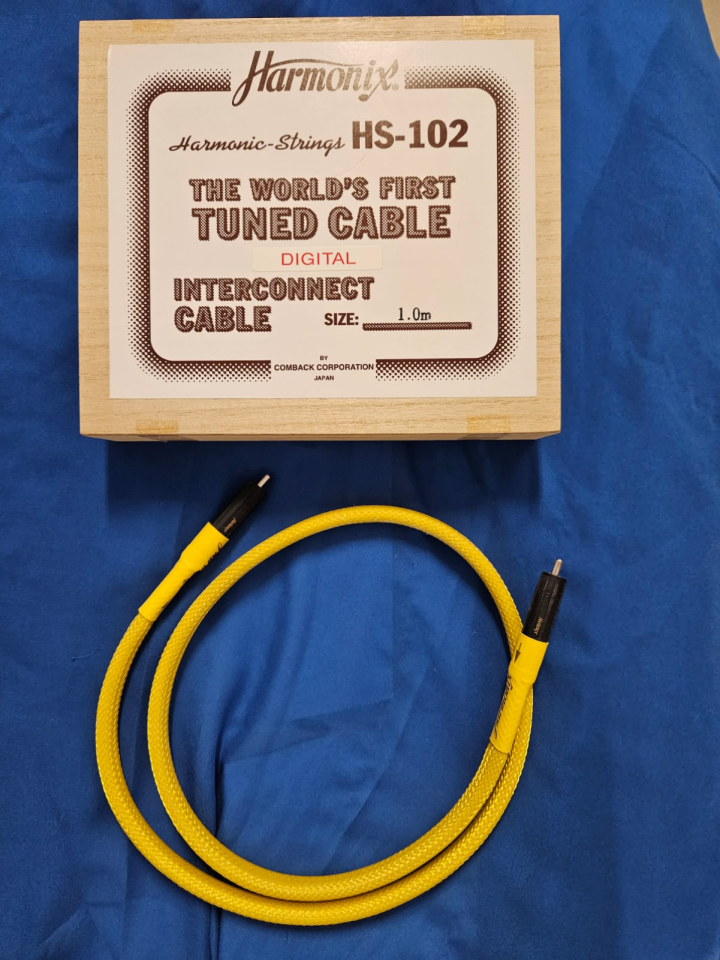 Harmonix®
Harmonic-Strings HS-102
THE WORLD'S FIRST
TUNED CABLE
DIGITAL
INTERCONNECT
CABLE SIZE: 1.0m
BY
COMBACK CORPORATION
JAPAN